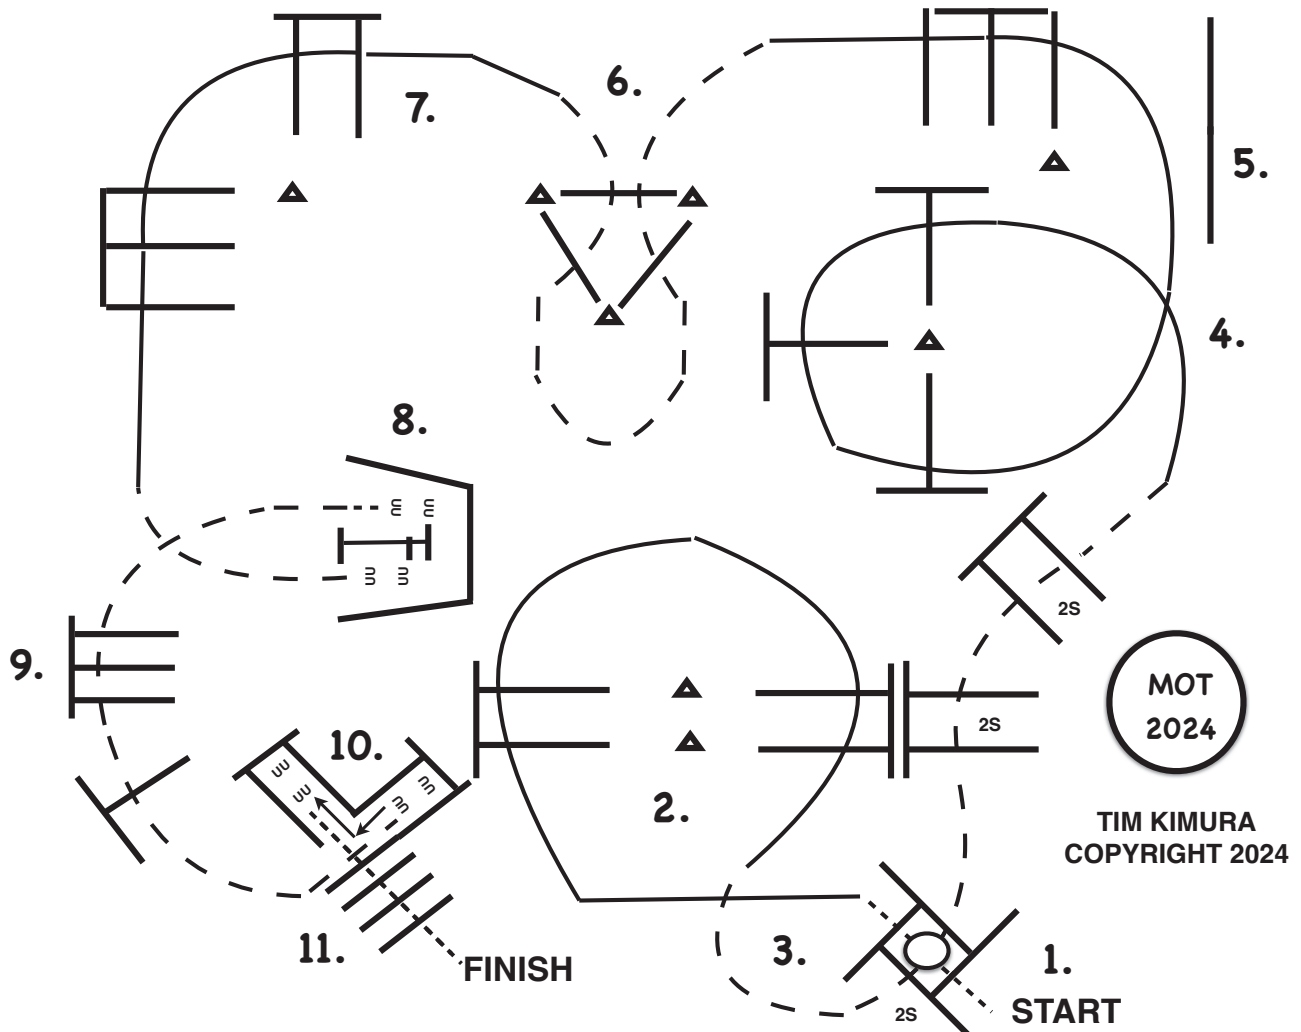 7.
6.
5.
4.
8.
2S
9.
10.
2S
MOT
2024
2.
TIM KIMURA
COPYRIGHT 2024
11.
3.
1.
FINISH
2S
START